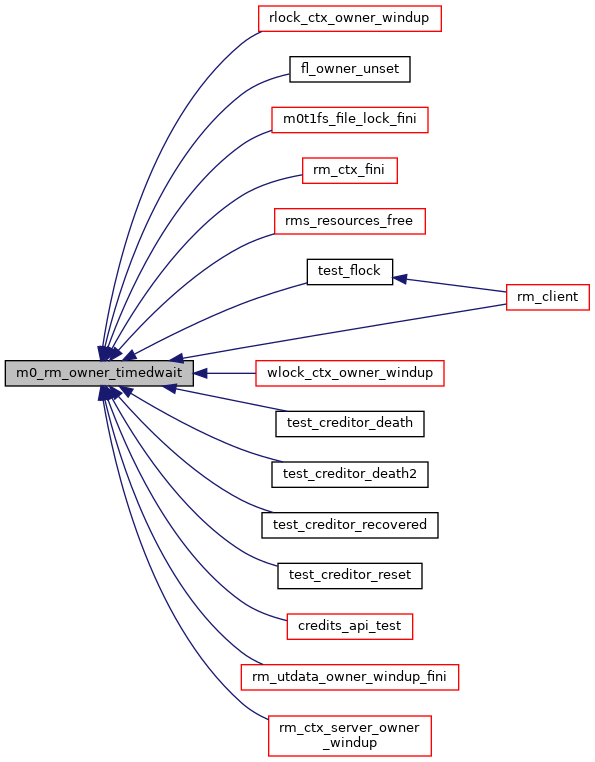 rlock_ctx_owner_windup
fl_owner_unset
m0t1fs_file_lock_fini
rm_ctx_fini
rms_resources_free
test_flock
rm_client
m0_rm_owner_timedwait
wlock_ctx_owner_windup
test_creditor_death
test_creditor_death2
test_creditor_recovered
test_creditor_reset
credits_api_test
rm_utdata_owner_windup_fini
rm_ctx_server_owner
_windup